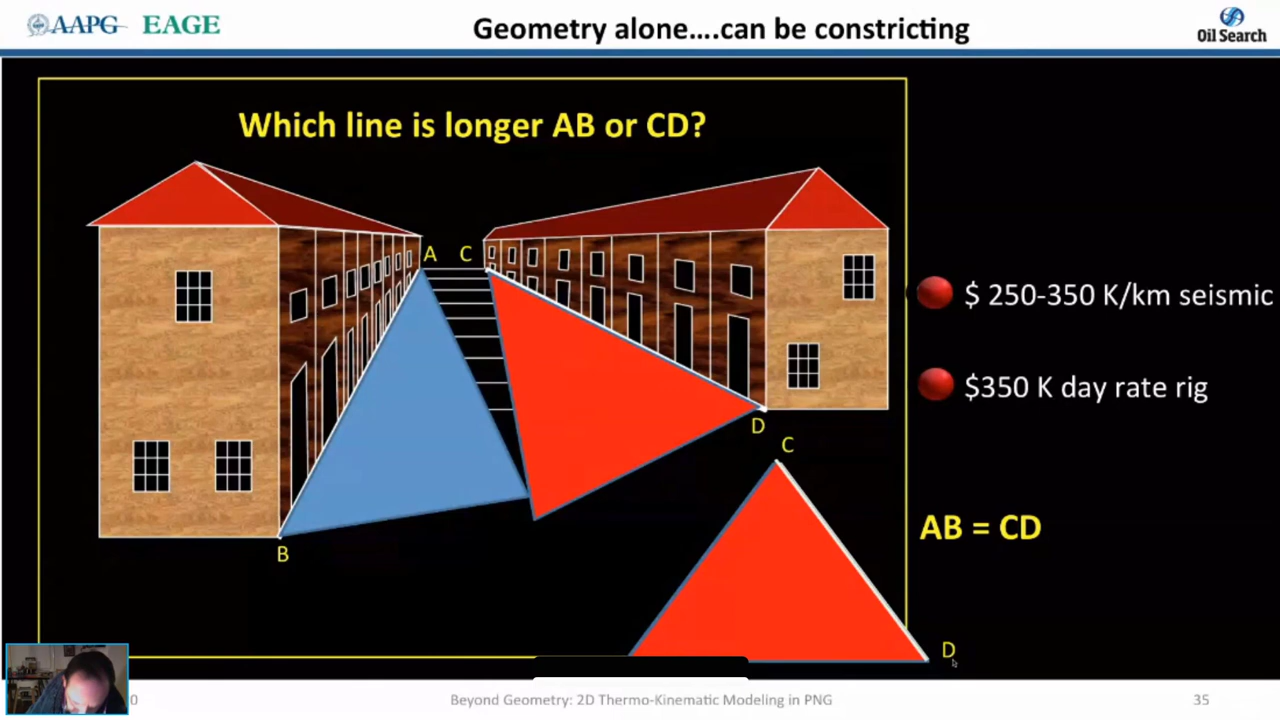 AAPG EAGE
Geometry alone....can be constricting
Oil Search
Which line is longer AB or CD?
A C
$ 250-350 K/km seismic
$350 K day rate rig
D
C
AB = CD
B
D
0
Beyond Geometry: 2D Thermo-Kinematic Modeling in PNG
35